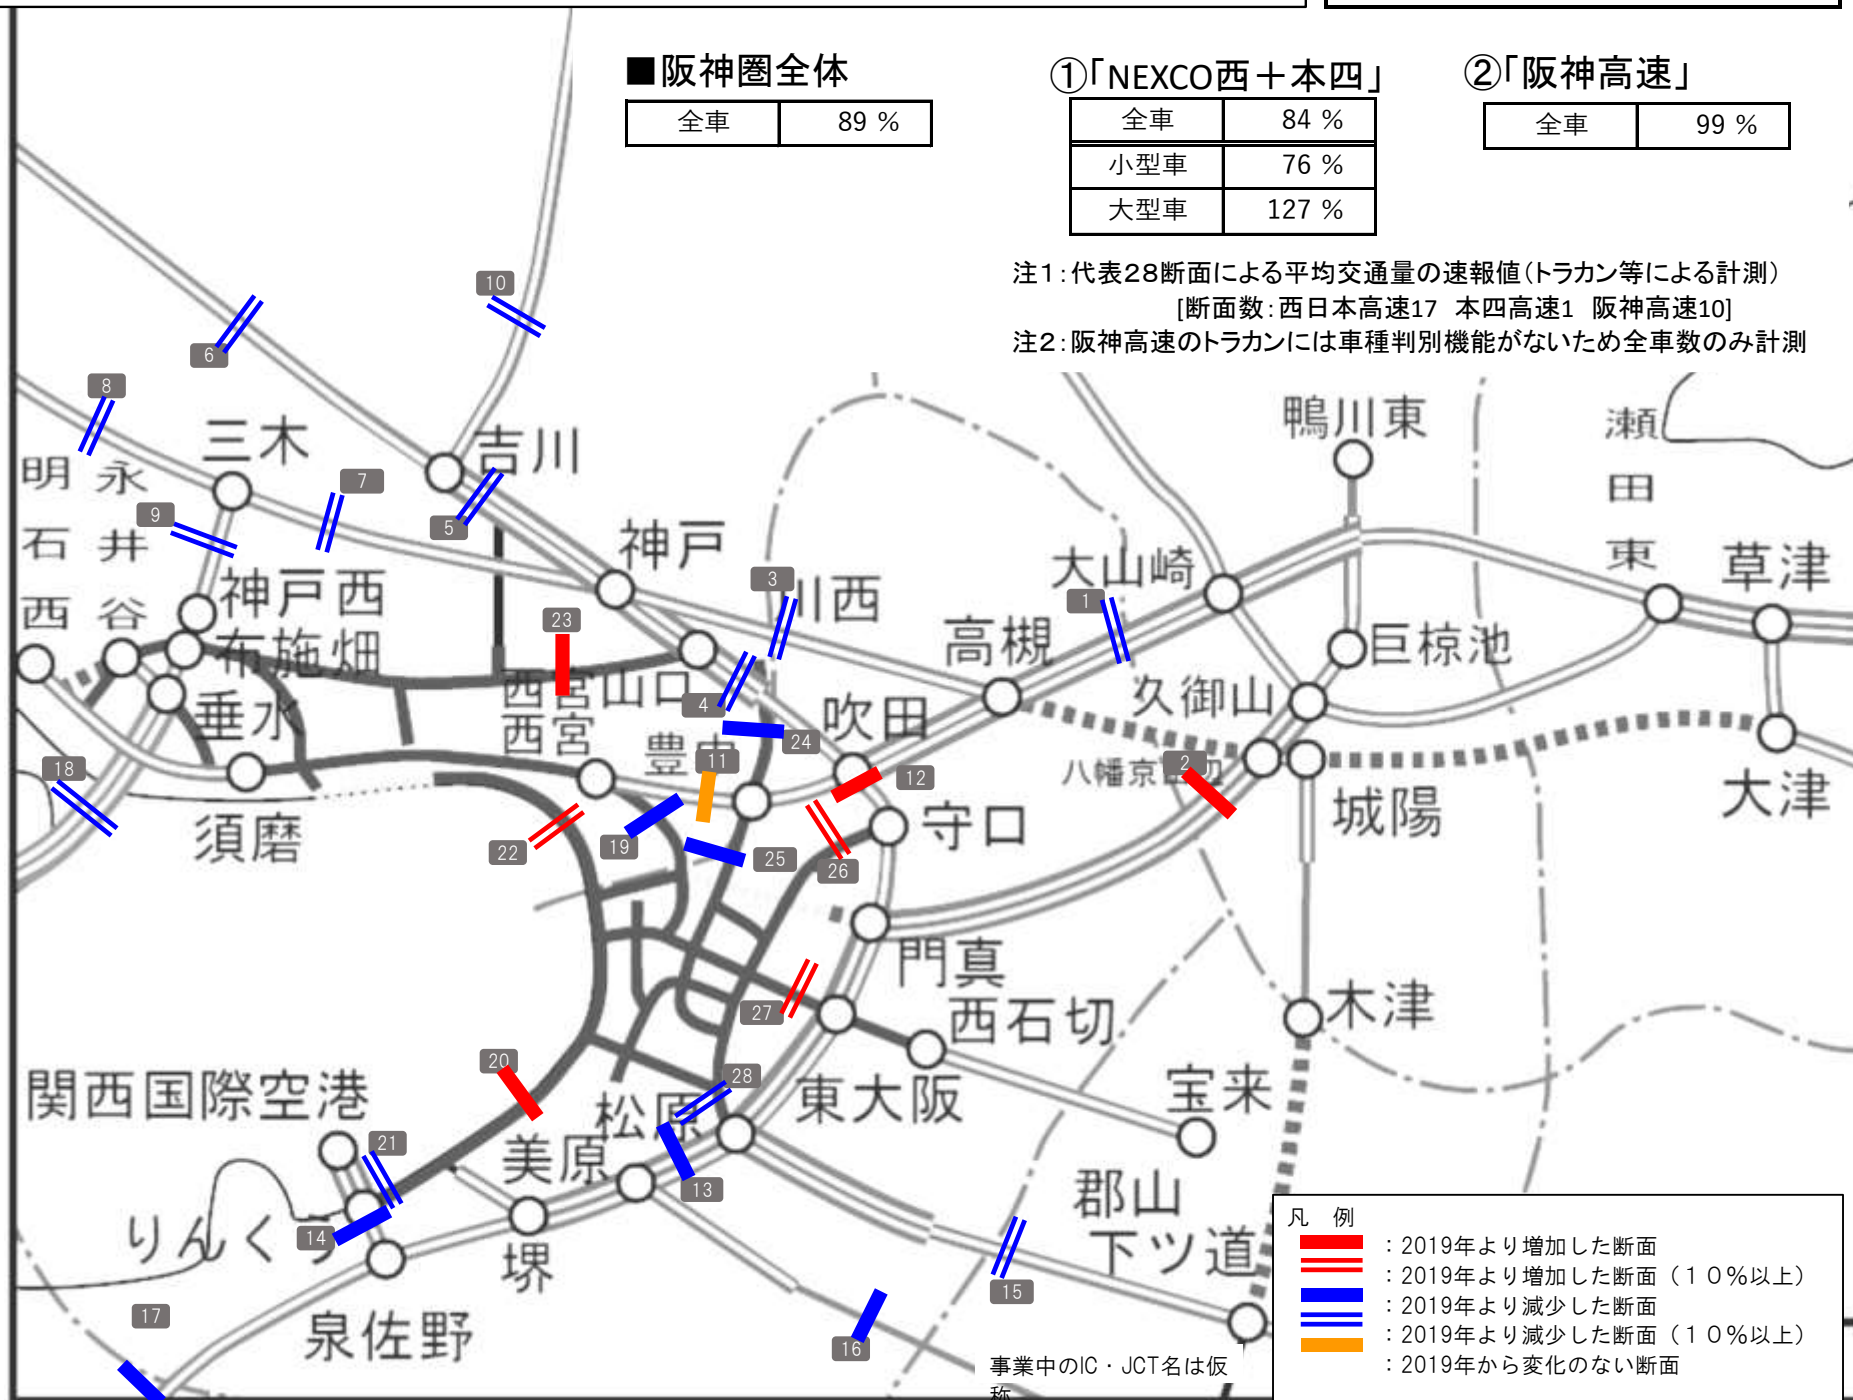 ■阪神圏全体
全車 89 %
①「NEXCO西＋本四」
全車 84 %
小型車 76 %
大型車 127 %
②「阪神高速」
全車 99 %
注1：代表28断面による平均交通量の速報値（トラカン等による計測）
[断面数：西日本高速17 本四高速1 阪神高速10]
注2：阪神高速のトラカンには車種判別機能がないため全車数のみ計測
10
6
8
三木
吉川
鴨川東
瀬田東
明石西
永井谷
7
9
5
神戸
大山崎
草津
神戸西
3
川西
1
23
布施畑
高槻
巨椋池
西宮山口
4
久御山
垂水
西宮
吹田
24
豊中
11
12
2
18
八幡京田辺
城陽
大津
須磨
22
19
25
26
守口
門真
27
西石切
木津
20
28
関西国際空港
松原
東大阪
宝来
21
美原
13
郡山
りんくう
14
下ツ道
堺
15
17
泉佐野
16
事業中のIC・JCT名は仮
称
凡 例
：2019年より増加した断面
：2019年より増加した断面（１０％以上）
：2019年より減少した断面
：2019年より減少した断面（１０％以上）
：2019年から変化のない断面